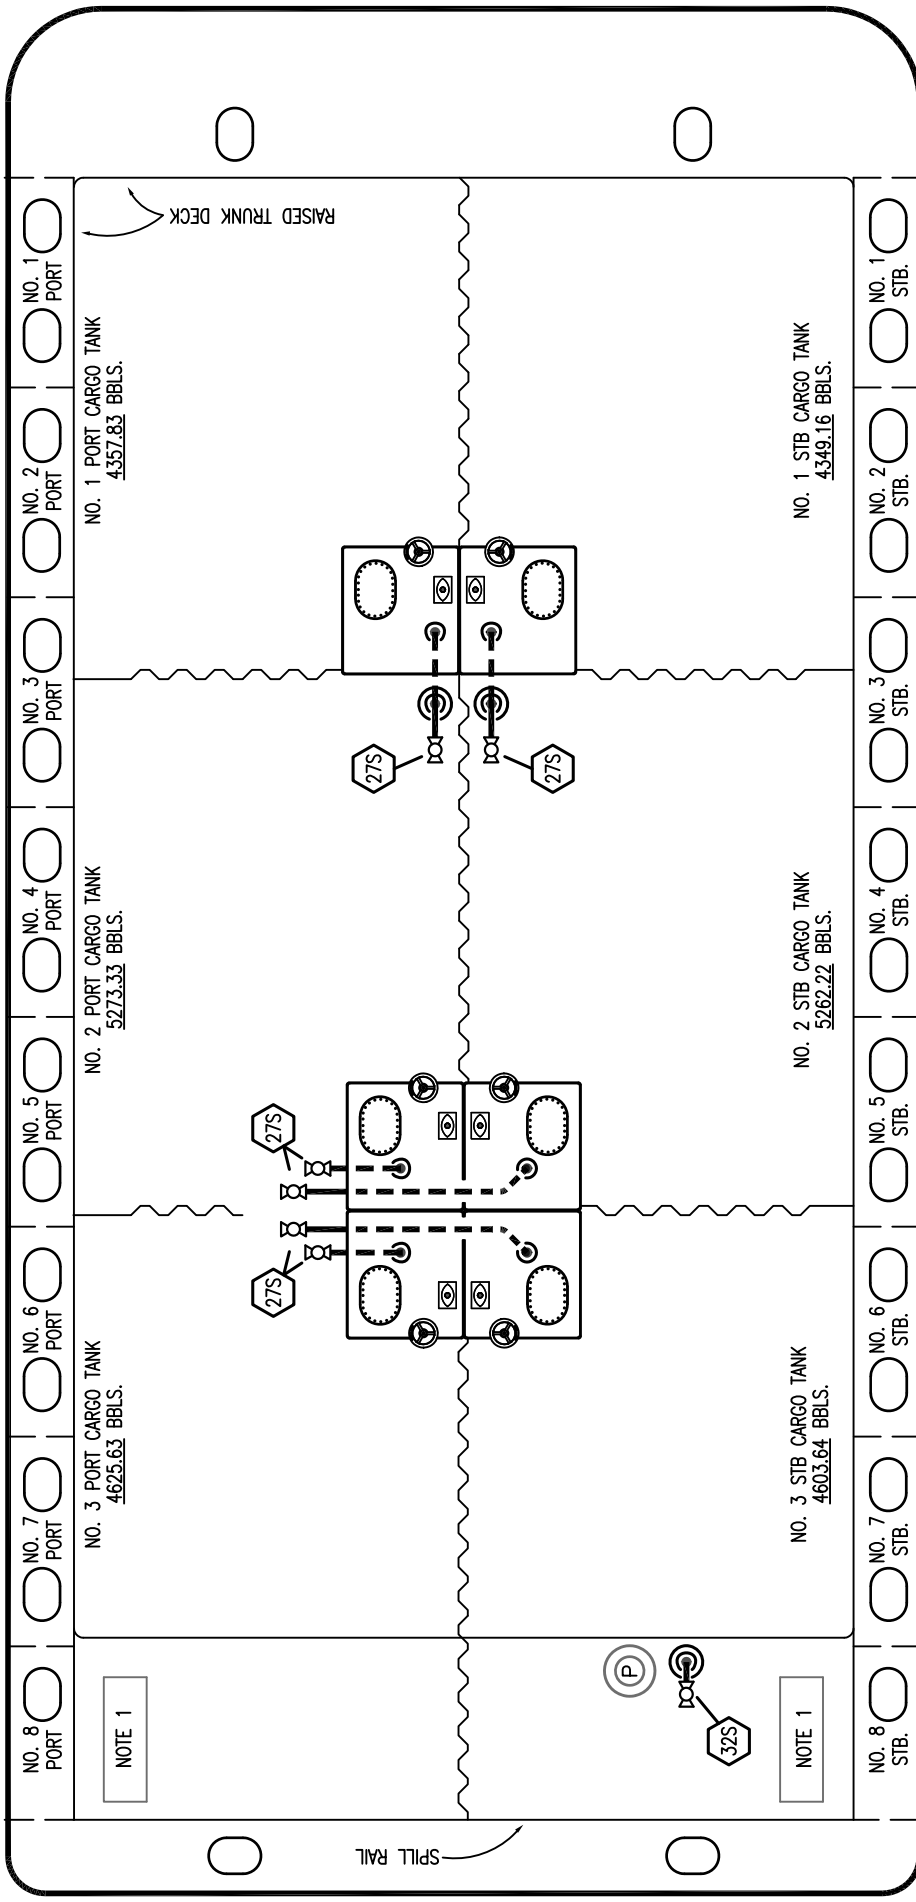 RAISED TRUNK DECK
NO. 1
PORT
NO. 2
PORT
NO. 3
PORT
NO. 4
PORT
NO. 5
PORT
NO. 6
PORT
NO. 7
PORT
NO. 8
PORT
NO. 1 PORT CARGO TANK
4357.83 BBLS.
NO. 2 PORT CARGO TANK
5273.33 BBLS.
NO. 3 PORT CARGO TANK
4625.63 BBLS.
NOTE 1
27S
27S
27S
27S
NO. 1 STB CARGO TANK
4349.16 BBLS.
NO. 2 STB CARGO TANK
5262.22 BBLS.
NO. 3 STB CARGO TANK
4603.64 BBLS.
P
32S
NOTE 1
NO. 1
STB.
NO. 2
STB.
NO. 3
STB.
NO. 4
STB.
NO. 5
STB.
NO. 6
STB.
NO. 7
STB.
NO. 8
STB.
SPILL RAIL